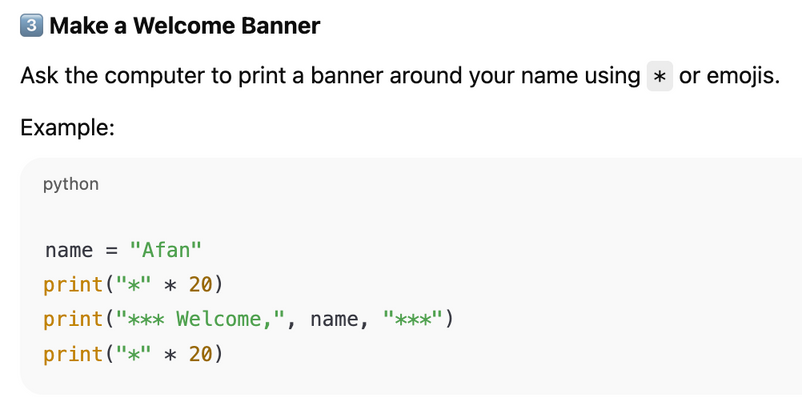 3️⃣ Make a Welcome Banner
Ask the computer to print a banner around your name using * or emojis.
Example:
python
name = "Afan"
print("*" * 20)
print("*** Welcome,", name, "***")
print("*" * 20)